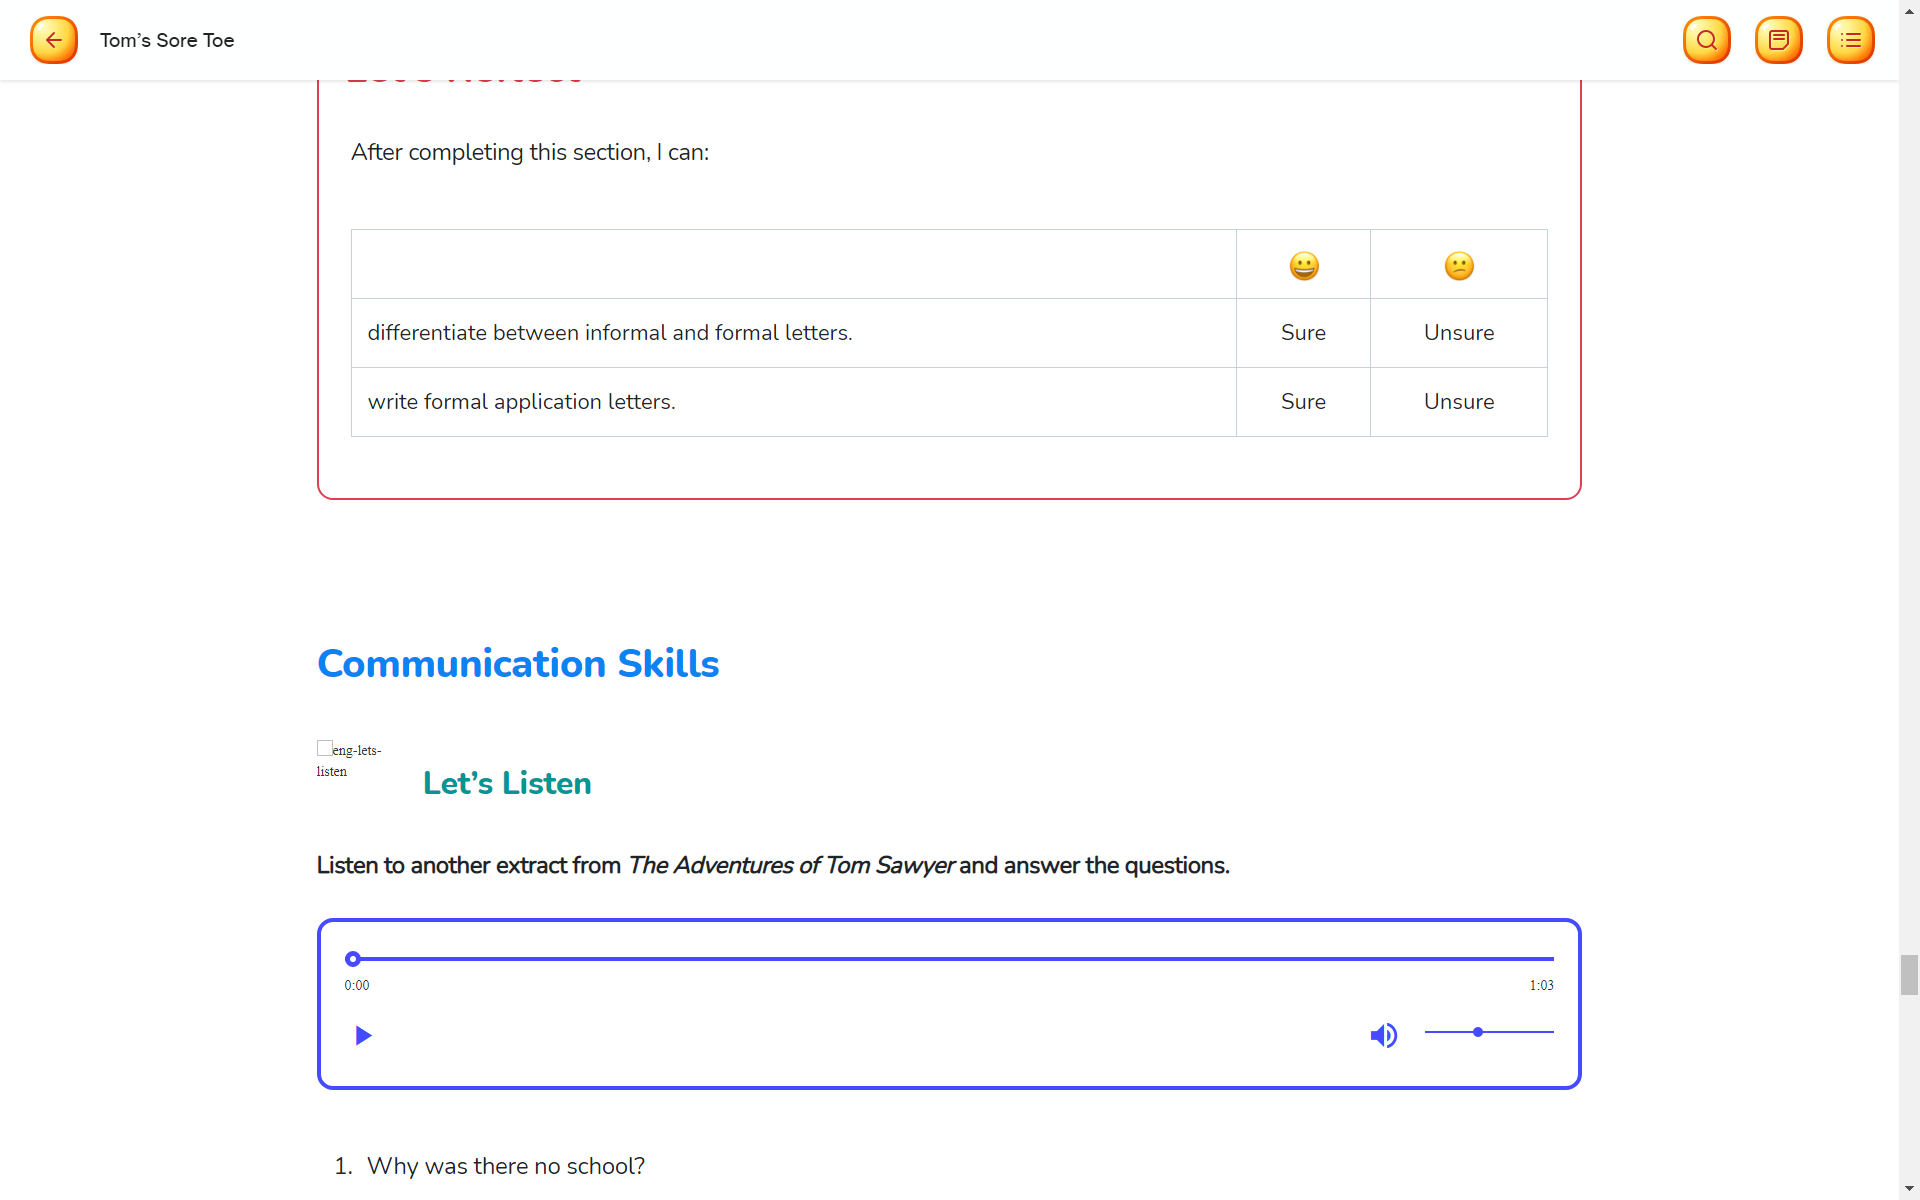 Tom’s Sore Toe
After completing this section, I can:
differentiate between informal and formal letters. Sure Unsure
write formal application letters. Sure Unsure
Communication Skills
eng-lets-
listen
Let’s Listen
Listen to another extract from The Adventures of Tom Sawyer and answer the questions.
0:00 1:03
1. Why was there no school?